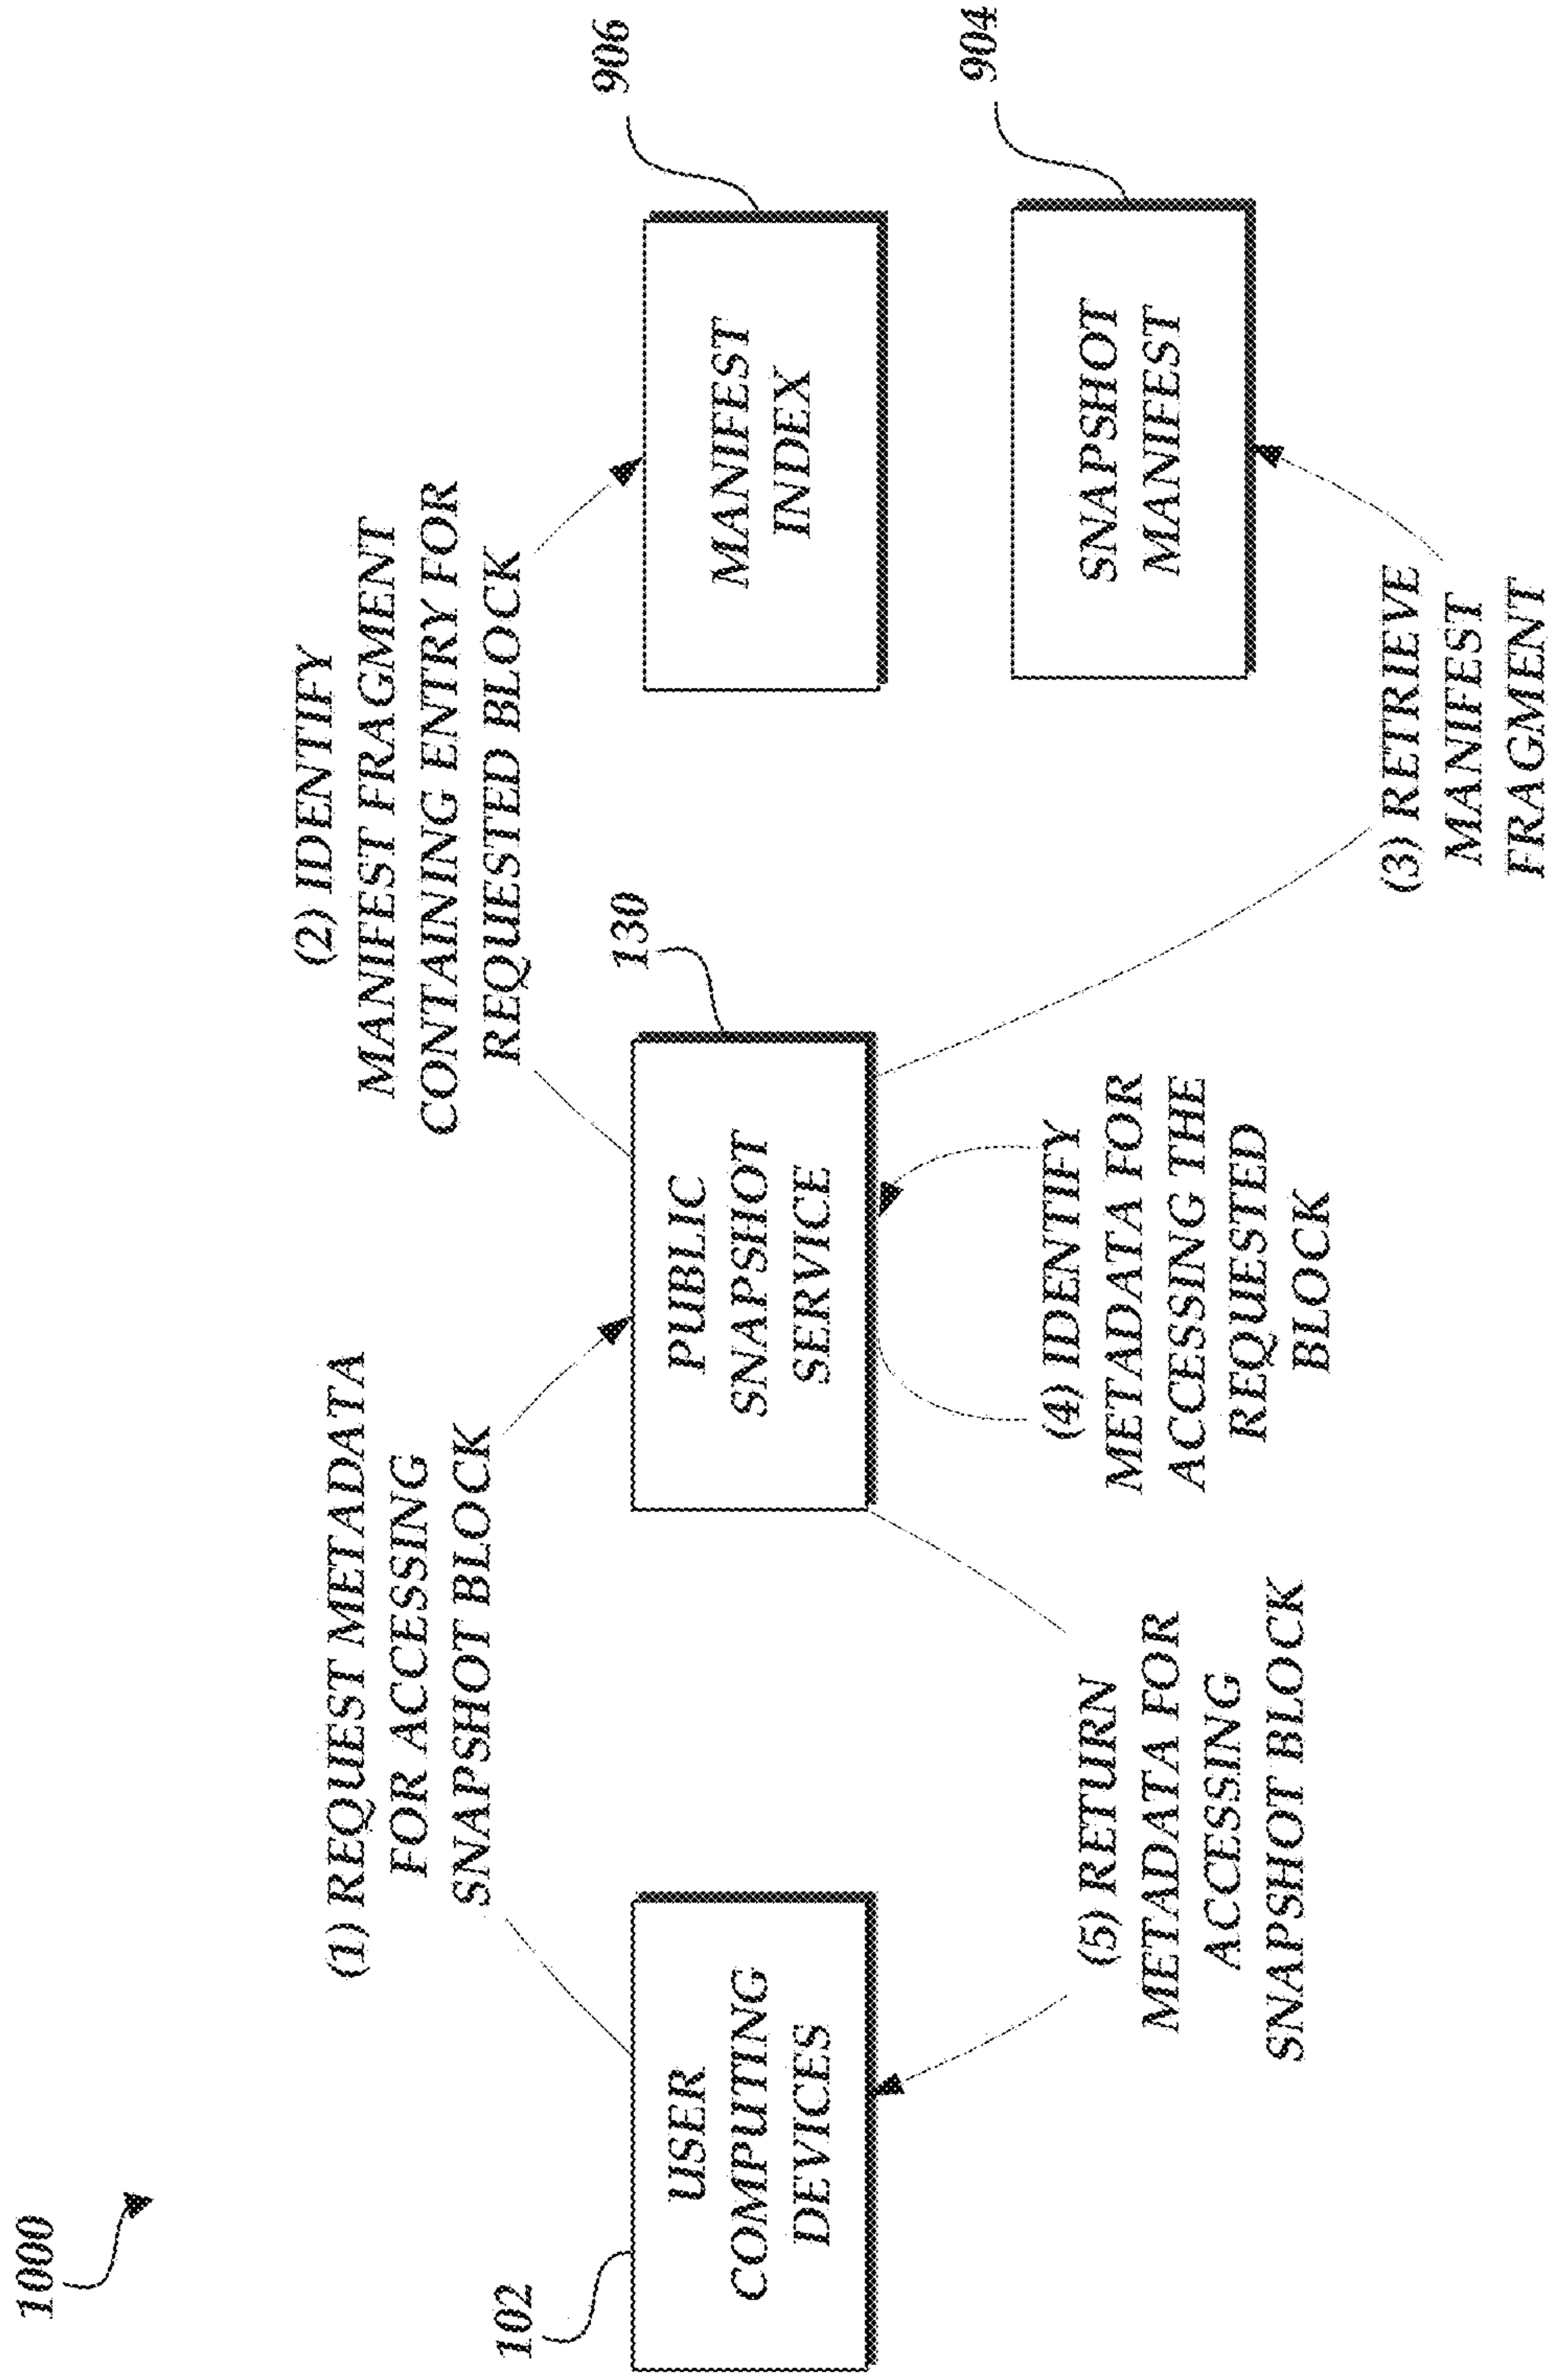 1000
(1) REQUEST METADATA
FOR ACCESSING
SNAPSHOT BLOCK
(2) IDENTIFY
MANIFEST FRAGMENT
CONTAINING ENTRY FOR
REQUESTED BLOCK
102
USER
COMPUTING
DEVICES
130
PUBLIC
SNAPSHOT
SERVICE
906
MANIFEST
INDEX
904
SNAPSHOT
MANIFEST
(5) RETURN
METADATA FOR
ACCESSING
SNAPSHOT BLOCK
(4) IDENTIFY
METADATA FOR
ACCESSING THE
REQUESTED
BLOCK
(3) RETRIEVE
MANIFEST
FRAGMENT